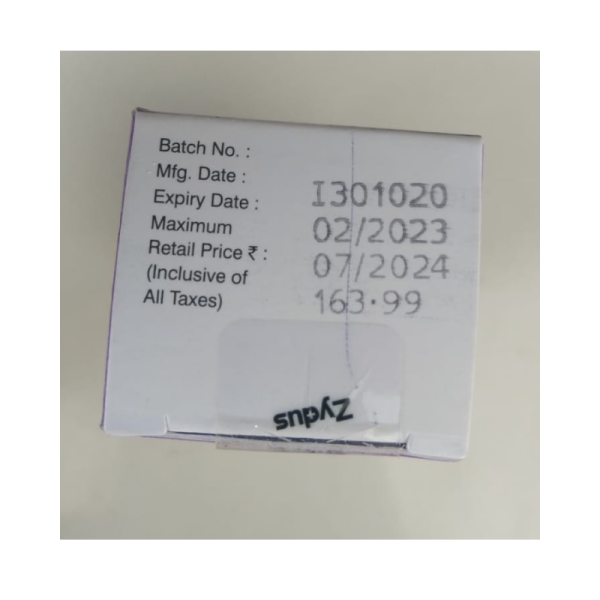 Batch No. :
Mfg. Date :
Expiry Date :
Maximum
Retail Price ₹ :
(Inclusive of
All Taxes)
I301020
02/2023
07/2024
163.99
Zydus